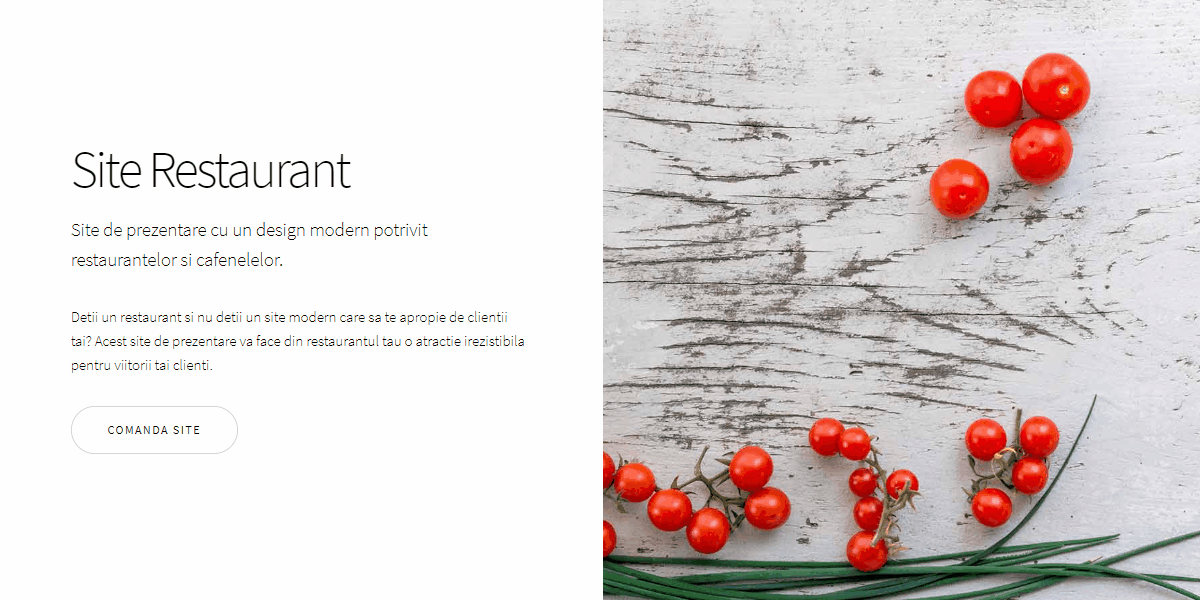 Site Restaurant
Site de prezentare cu un design modern potrivit
restaurantelor si cafenelelor.
Detii un restaurant si nu detii un site modern care sa te apropie de clientii
tai? Acest site de prezentare va face din restaurantul tau o atractie irezistibila
pentru viitorii tai clienti.
COMANDA SITE